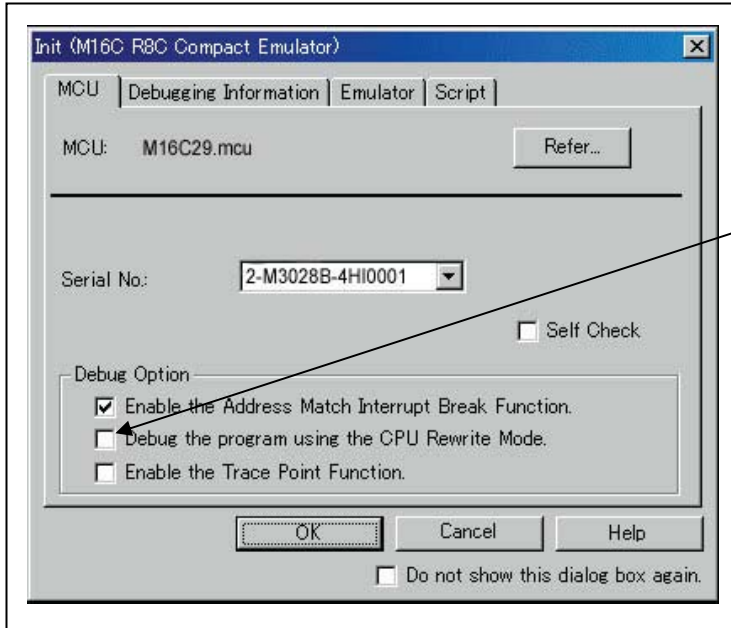 Init (M16C R8C Compact Emulator)
MCU
Debugging Information
Emulator
Script
MCU: M16C29.mcu
Refer...
Serial No.: 2-M3028B-4HI0001
Self Check
Debug Option
Enable the Address Match Interrupt Break Function.
Debug the program using the CPU Rewrite Mode.
Enable the Trace Point Function.
OK
Cancel
Help
Do not show this dialog box again.